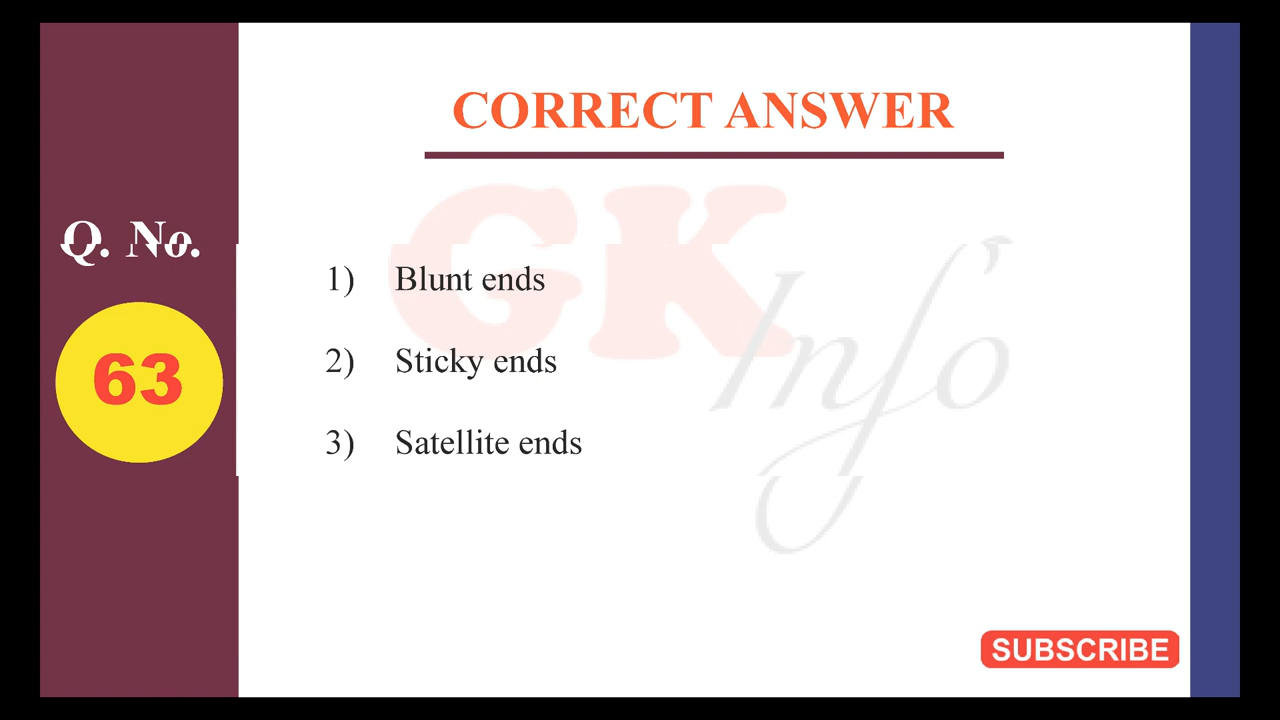 CORRECT ANSWER
Q. No.
63
1) Blunt ends
2) Sticky ends
3) Satellite ends
GK
Info
SUBSCRIBE